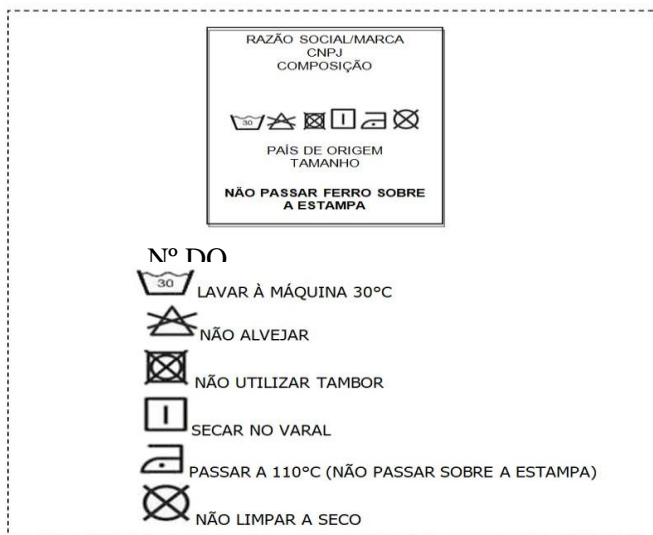 RAZÃO SOCIAL/MARCA
CNPJ
COMPOSIÇÃO
30
PAÍS DE ORIGEM
TAMANHO
NÃO PASSAR FERRO SOBRE
A ESTAMPA
Nº DO
30 LAVAR À MÁQUINA 30°C
NÃO ALVEJAR
NÃO UTILIZAR TAMBOR
SECAR NO VARAL
PASSAR A 110°C (NÃO PASSAR SOBRE A ESTAMPA)
NÃO LIMPAR A SECO